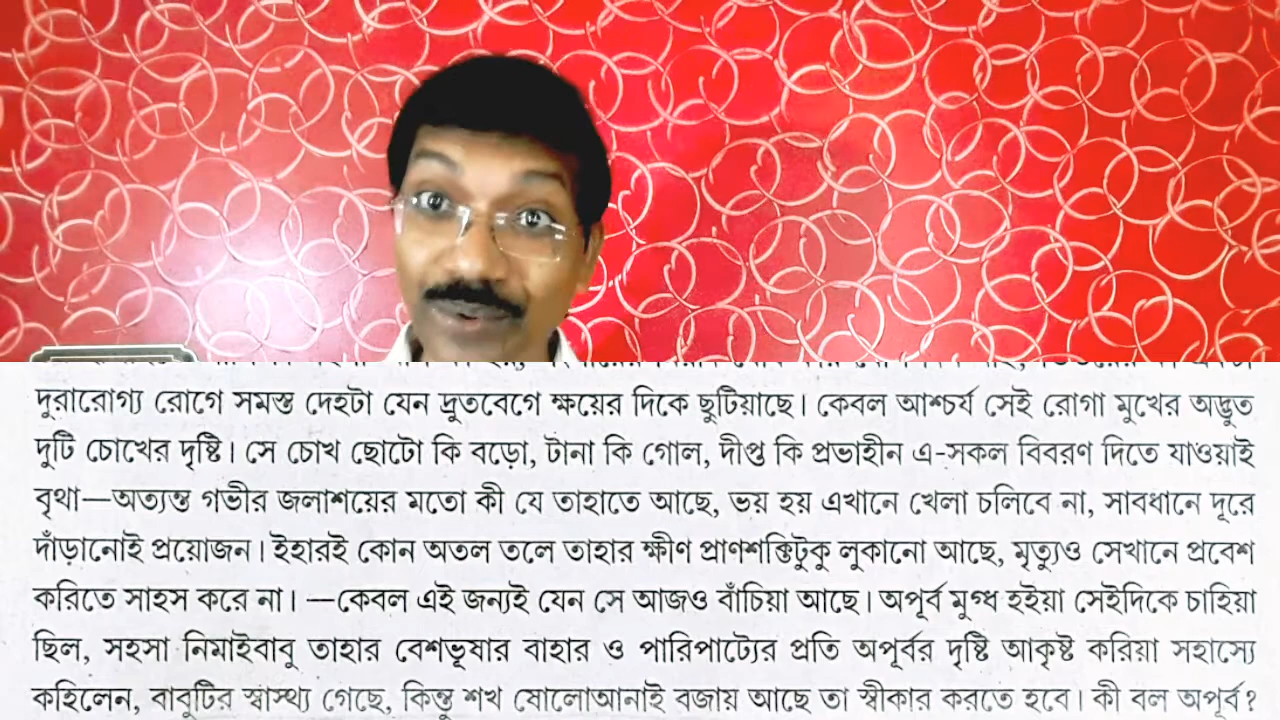 দুরারোগ্য রোগে সমস্ত দেহটা যেন দ্রুতবেগে ক্ষয়ের দিকে ছুটিয়াছে। কেবল আশ্চর্য সেই রোগা মুখের অদ্ভুত
দুটি চোখের দৃষ্টি। সে চোখ ছোটো কি বড়ো, টানা কি গোল, দীপ্ত কি প্রভাহীন এ-সকল বিবরণ দিতে যাওয়াই
বৃথা—অত্যন্ত গভীর জলাশয়ের মতো কী যে তাহাতে আছে, ভয় হয় এখানে খেলা চলিবে না, সাবধানে দূরে
দাঁড়ানোই প্রয়োজন। ইহারই কোন অতল তলে তাহার ক্ষীণ প্রাণশক্তিটুকু লুকানো আছে, মৃত্যুও সেখানে প্রবেশ
করিতে সাহস করে না। —কেবল এই জন্যই যেন সে আজও বাঁচিয়া আছে। অপূর্ব মুগ্ধ হইয়া সেইদিকে চাহিয়া
ছিল, সহসা নিমাইবাবু তাহার বেশভূষার বাহার ও পারিপাট্যের প্রতি অপূর্বর দৃষ্টি আকৃষ্ট করিয়া সহাস্যে
কহিলেন, বাবুটির স্বাস্থ্য গেছে, কিন্তু শখ ষোলোআনাই বজায় আছে তা স্বীকার করতে হবে। কী বল অপূর্ব?